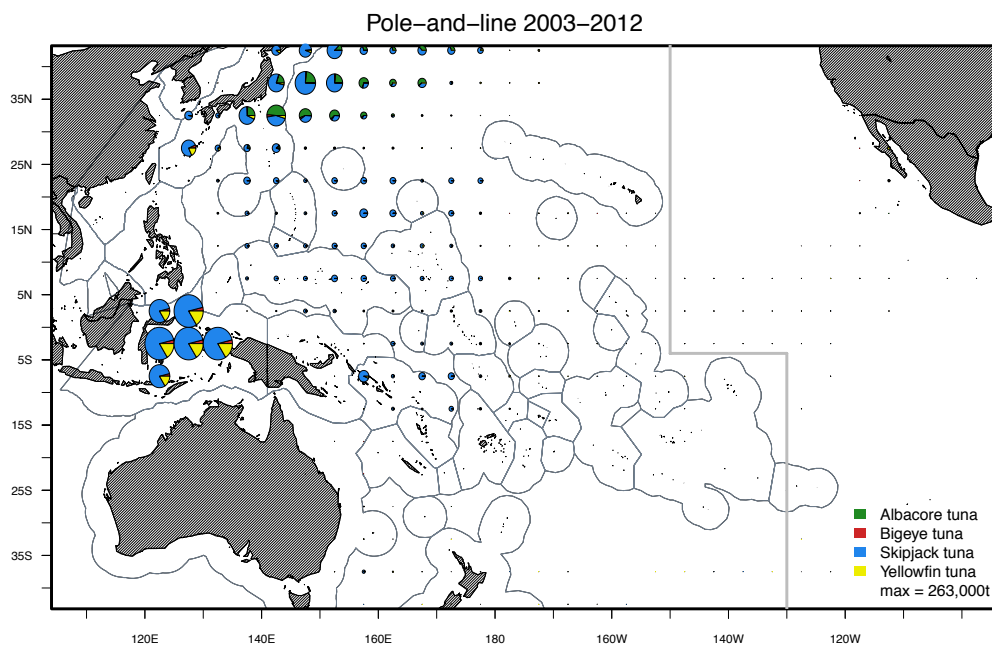 Pole−and−line 2003−2012
35N
25N
15N
5N
5S
15S
25S
35S
Albacore tuna
Bigeye tuna
Skipjack tuna
Yellowfin tuna
max = 263,000t
120E
140E
160E
180
160W
140W
120W